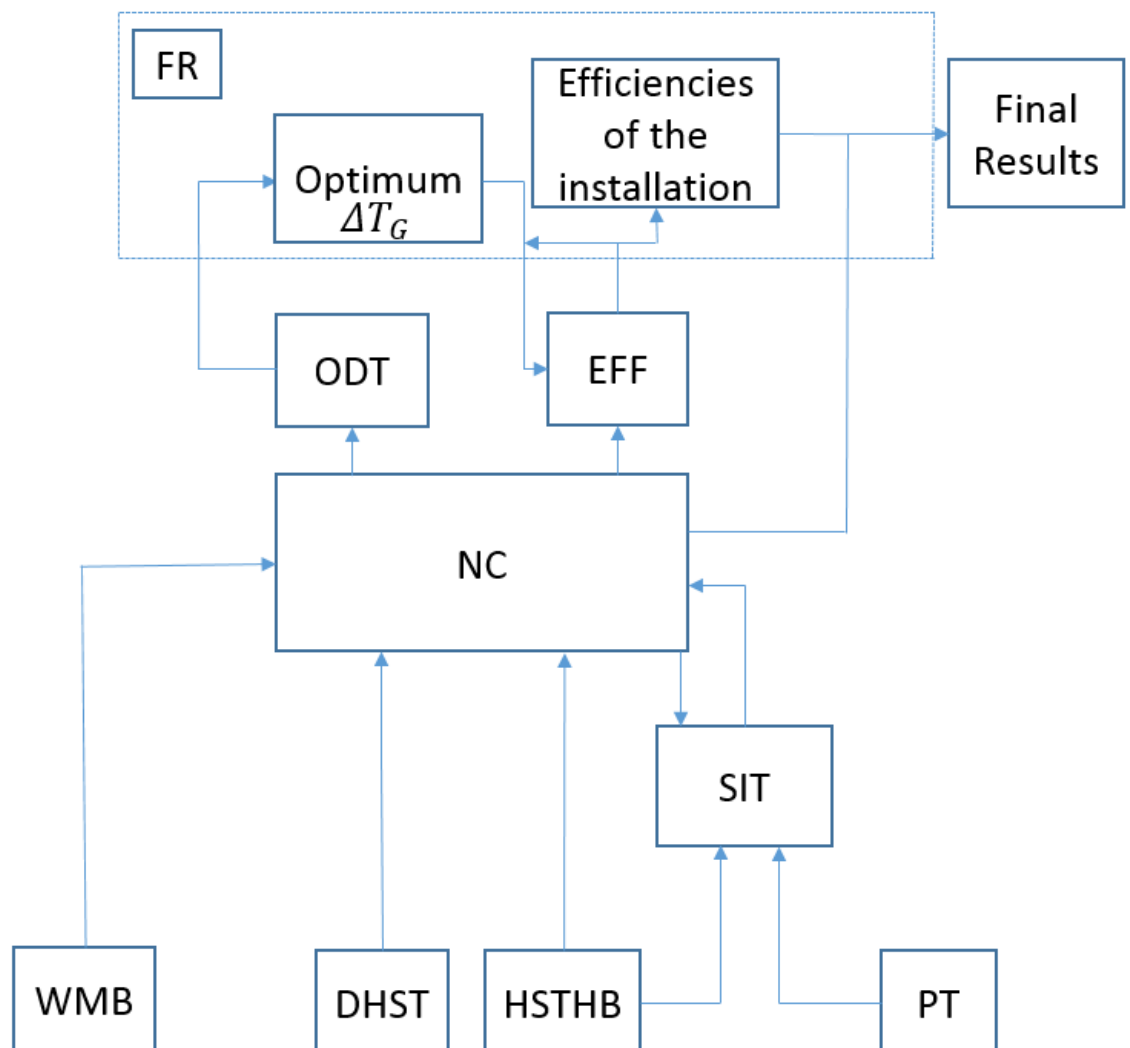 FR
Efficiencies
of the
installation
Final
Results
Optimum
ΔT_G
ODT
EFF
NC
SIT
WMB
DHST
HSTHB
PT